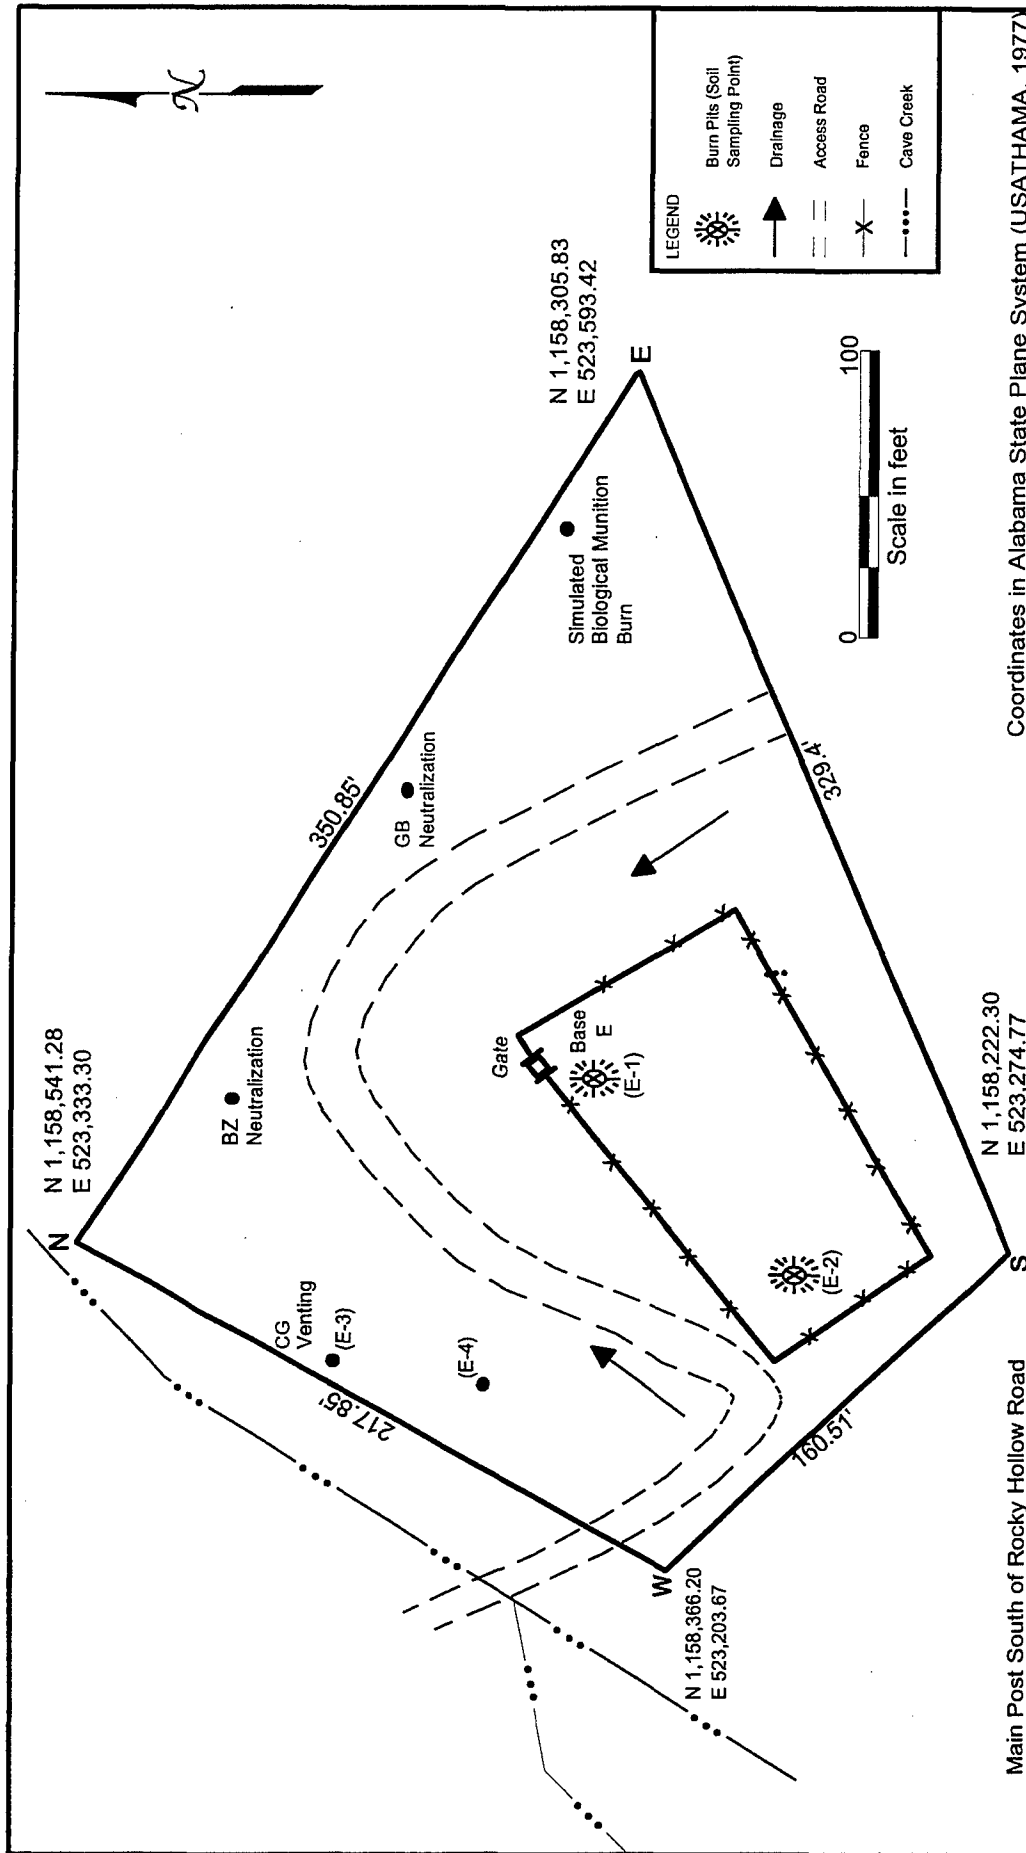 N
N 1,158,541.28
E 523,333.30
N
350.85'
BZ
Neutralization
GB
Neutralization
Simulated
Biological Munition
Burn
N 1,158,305.83
E 523,593.42
E
CG
Venting
(E-3)
217.85'
(E-4)
Gate
Base
E
(E-1)
(E-2)
329.4'
160.51'
W
N 1,158,366.20
E 523,203.67
N 1,158,222.30
E 523,274.77
S
0
100
Scale in feet
LEGEND
Burn Pits (Soil
Sampling Point)
Drainage
Access Road
Fence
Cave Creek
Main Post South of Rocky Hollow Road
Coordinates in Alabama State Plane System (USATHAMA, 1977)